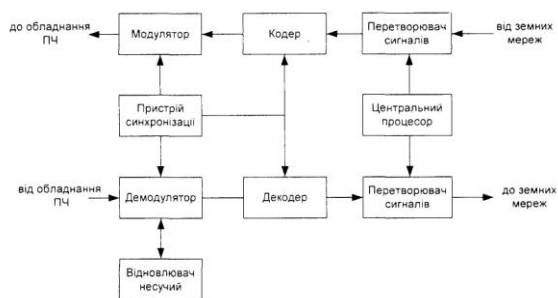 до обладнання
ПЧ
Модулятор
Кодер
Перетворювач
сигналів
від земних
мереж
Пристрій
синхронізації
Центральний
процесор
від обладнання
ПЧ
Демодулятор
Декодер
Перетворювач
сигналів
до земних
мереж
Відновлювач
несучий